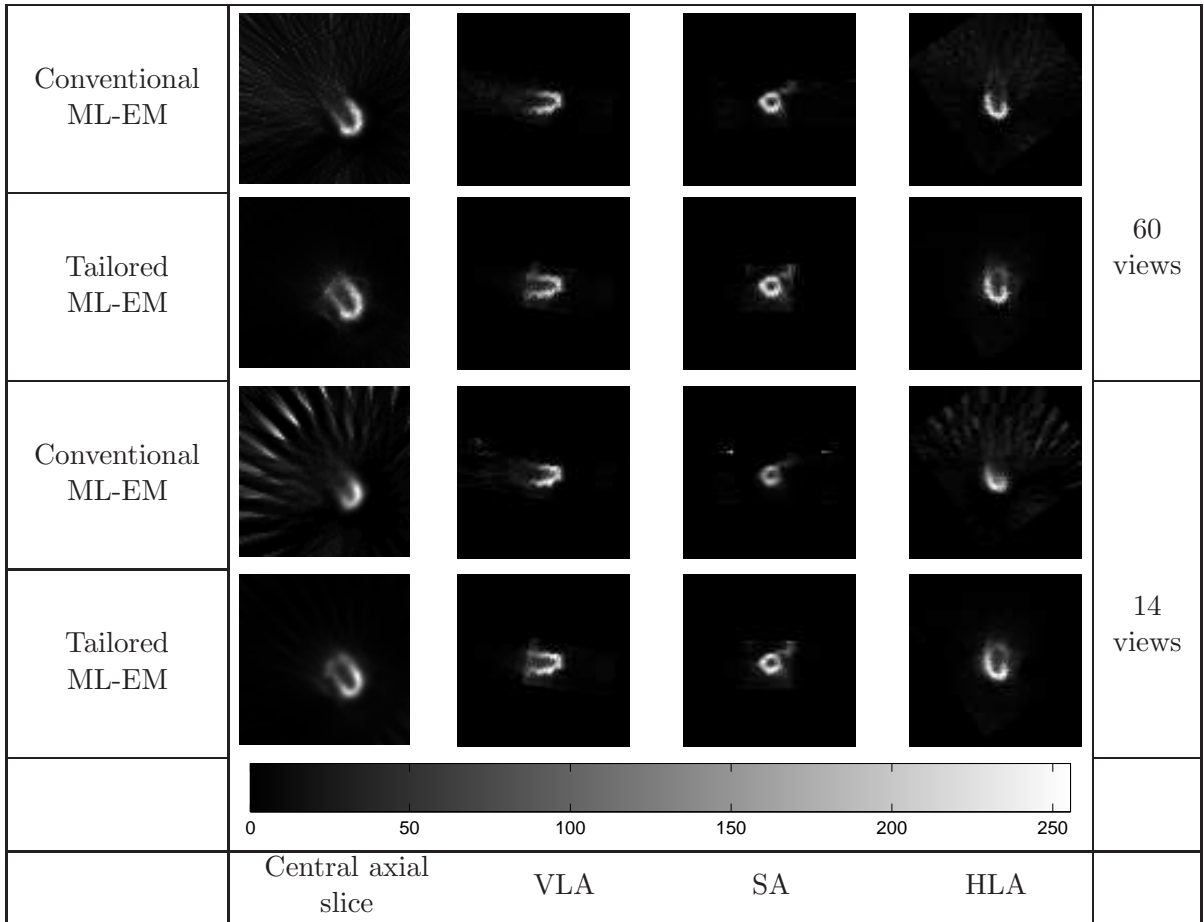 Conventional
ML-EM
60
views
Tailored
ML-EM
Conventional
ML-EM
14
views
Tailored
ML-EM
0 50 100 150 200 250
Central axial
slice
VLA
SA
HLA